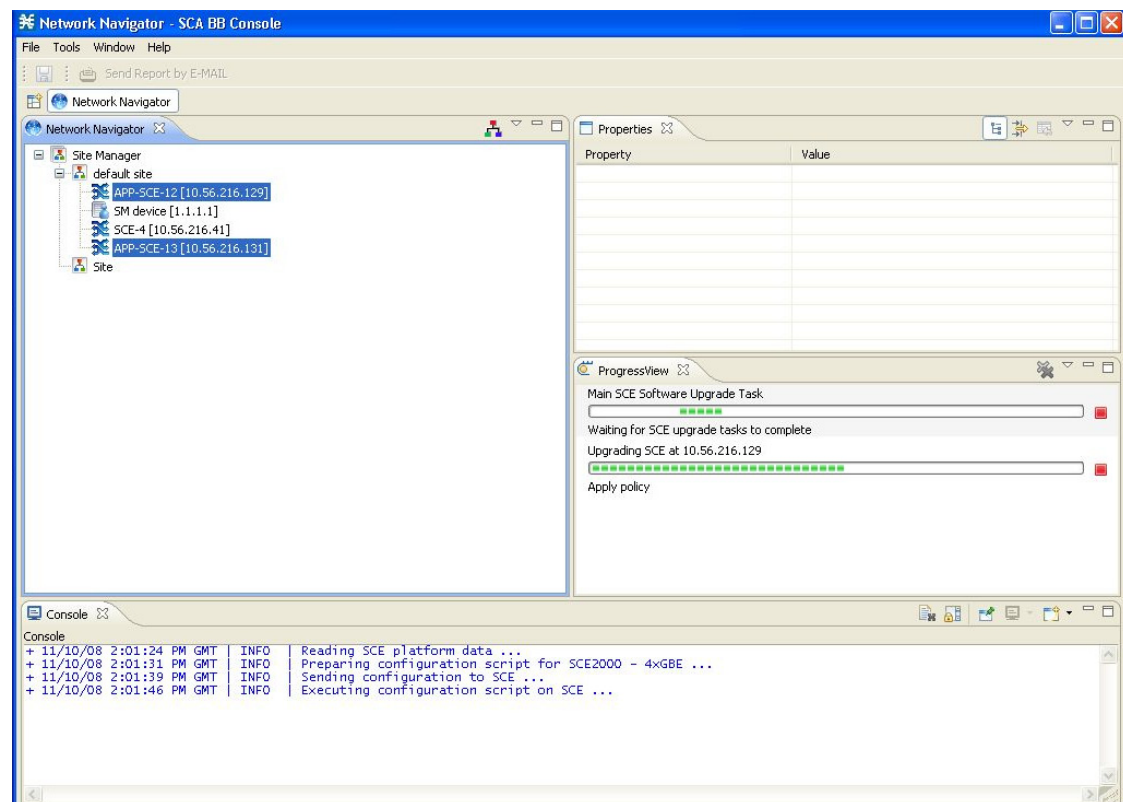 Network Navigator - SCA BB Console
File Tools Window Help
Send Report by E-MAIL
Network Navigator
Network Navigator
Site Manager
default site
APP-SCE-12 [10.56.216.129]
SM device [1.1.1.1]
SCE-4 [10.56.216.41]
APP-SCE-13 [10.56.216.131]
Site
Properties
Property Value
ProgressView
Main SCE Software Upgrade Task
Waiting for SCE upgrade tasks to complete
Upgrading SCE at 10.56.216.129
Apply policy
Console
Console
+ 11/10/08 2:01:24 PM GMT | INFO | Reading SCE platform data ...
+ 11/10/08 2:01:31 PM GMT | INFO | Preparing configuration script for SCE2000 - 4xGBE ...
+ 11/10/08 2:01:39 PM GMT | INFO | Sending configuration to SCE ...
+ 11/10/08 2:01:46 PM GMT | INFO | Executing configuration script on SCE ...